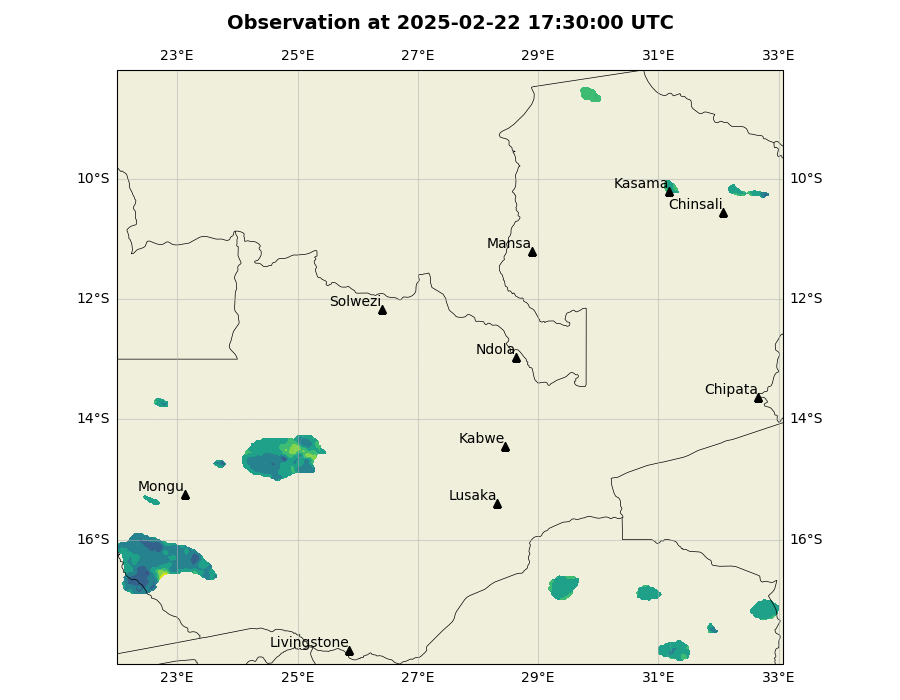 Observation at 2025-02-22 17:30:00 UTC
23°E 25°E 27°E 29°E 31°E 33°E
10°S 10°S
Kasama
Chinsali
Mansa
12°S 12°S
Solwezi
Ndola
Chipata
14°S 14°S
Kabwe
Mongu
Lusaka
16°S 16°S
Livingstone
23°E 25°E 27°E 29°E 31°E 33°E